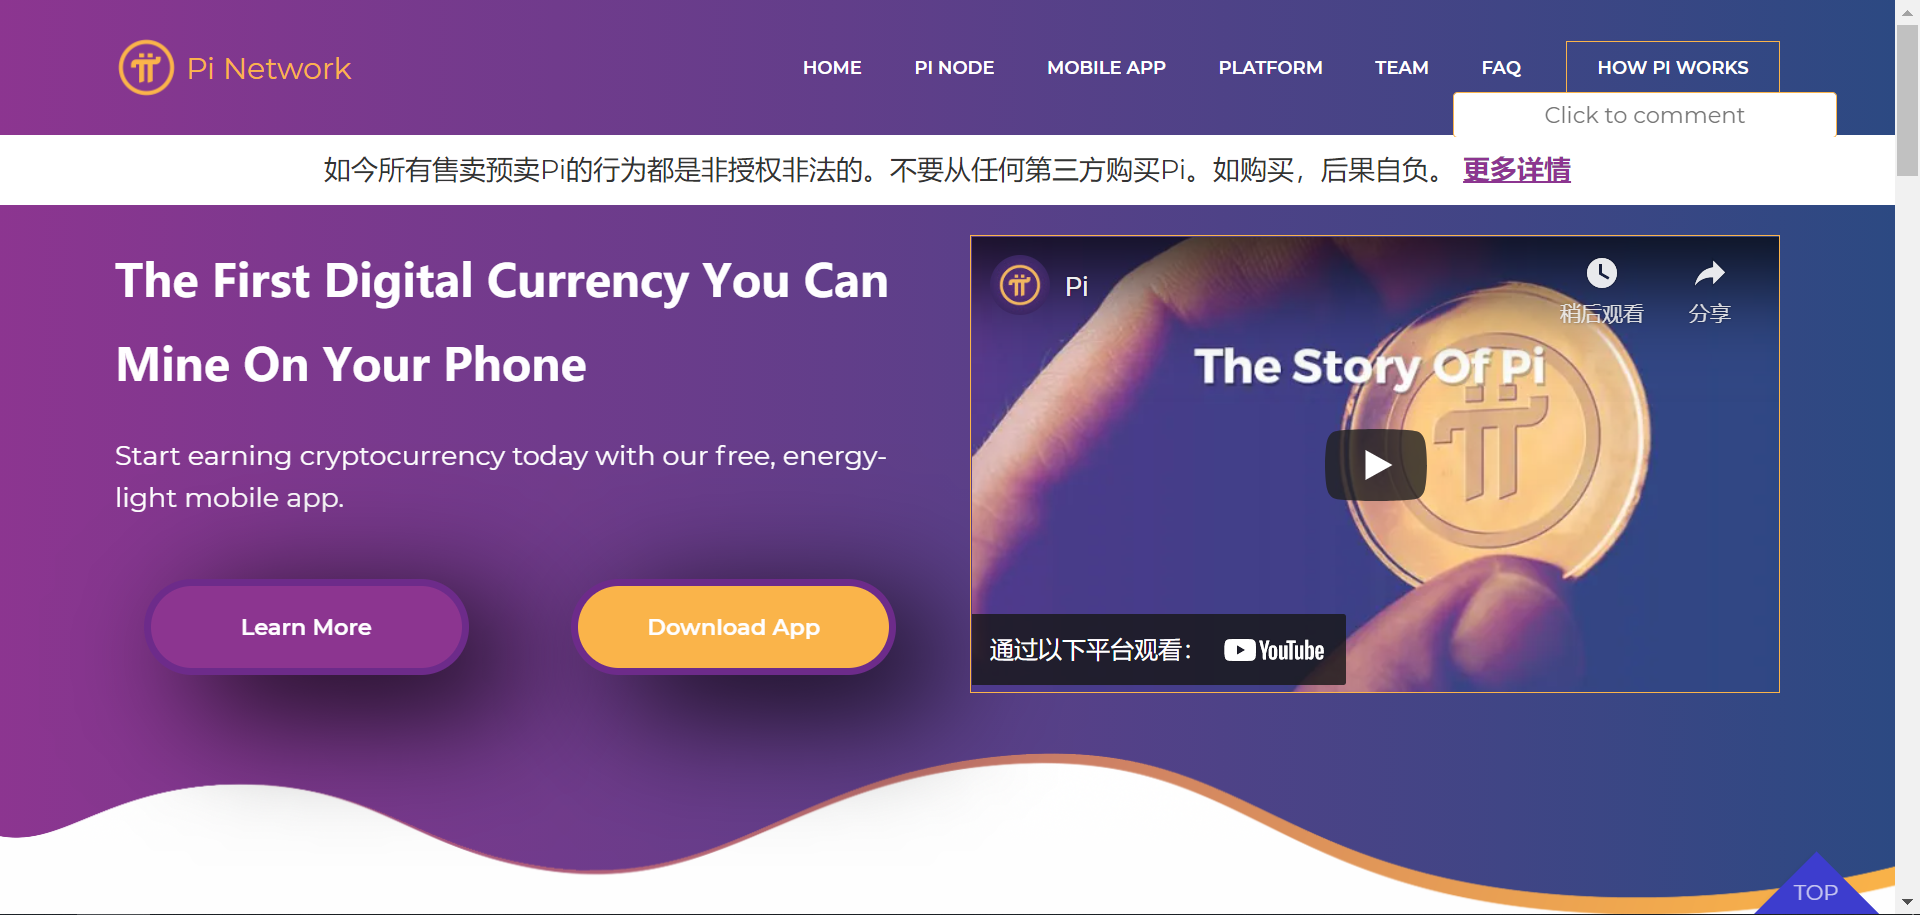 Pi Network
HOME
PI NODE
MOBILE APP
PLATFORM
TEAM
FAQ
HOW PI WORKS
Click to comment
如今所有售卖预卖Pi的行为都是非授权非法的。不要从任何第三方购买Pi。如购买，后果自负。 更多详情
The First Digital Currency You Can
Mine On Your Phone
Start earning cryptocurrency today with our free, energy-
light mobile app.
Learn More
Download App
Pi
稍后观看
分享
The Story Of Pi
通过以下平台观看：
YouTube
TOP